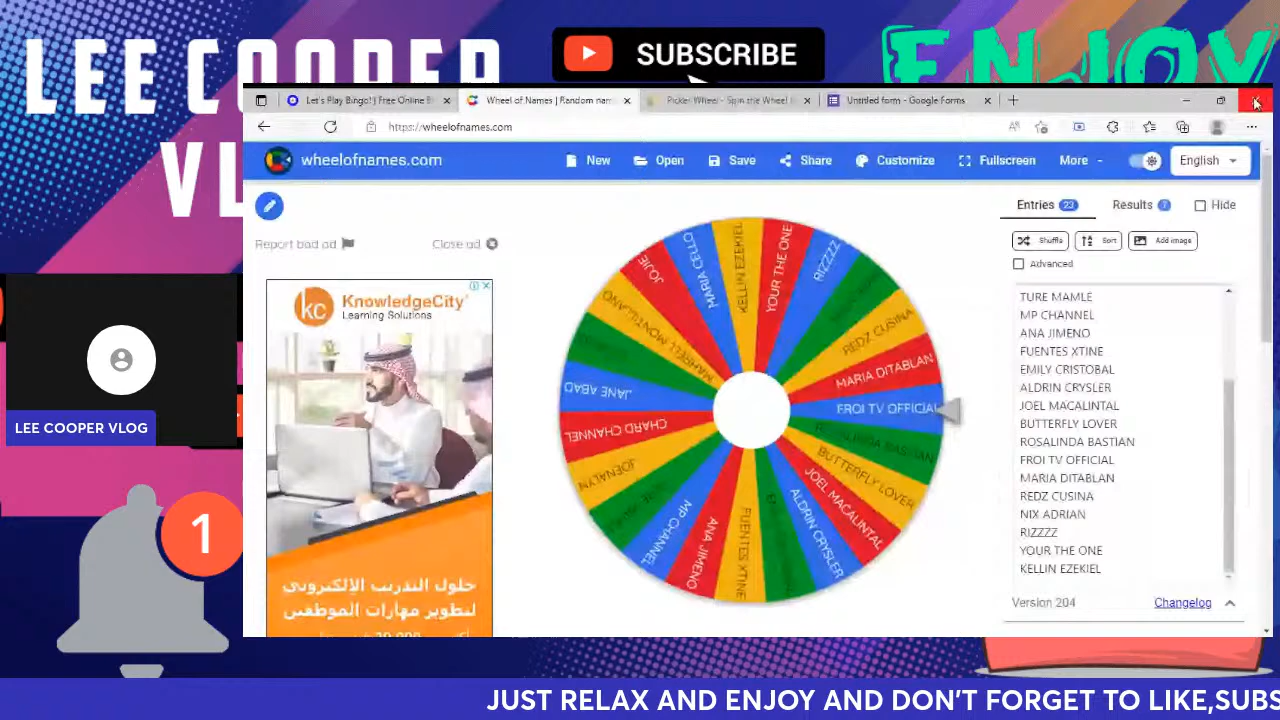 LEE COOPER
VL
SUBSCRIBE
ENJOY
Let's Play Bingo! | Free Online B
Wheel of Names | Random nam
Picker Wheel - Spin the Wheel t
Untitled form - Google Forms
https://wheelofnames.com
wheelofnames.com
New
Open
Save
Share
Customize
Fullscreen
More
English
Report bad ad
Close ad
Entries 23
Results 7
Hide
Shuffle
Sort
Add image
Advanced
KnowledgeCity
Learning Solutions
حلول التدريب الإلكتروني
لتطوير مهارات الموظفين
MARIA CELLO
KELLIN EZEKIEL
YOUR THE ONE
RIZZZZ
REDZ CUSINA
MARIA DITABLAN
FROI TV OFFICIAL
ROSALINDA BASTIAN
BUTTERFLY LOVER
JOEL MACALINTAL
ALDRIN CRYSLER
FUENTES XTINE
ANA JIMENO
MP CHANNEL
JOENALYN
CHARD CHANNEL
JANE ABAD
JOJIE
TURE MAMLE
MP CHANNEL
ANA JIMENO
FUENTES XTINE
EMILY CRISTOBAL
ALDRIN CRYSLER
JOEL MACALINTAL
BUTTERFLY LOVER
ROSALINDA BASTIAN
FROI TV OFFICIAL
MARIA DITABLAN
REDZ CUSINA
NIX ADRIAN
RIZZZZ
YOUR THE ONE
KELLIN EZEKIEL
Version 204
Changelog
LEE COOPER VLOG
1
JUST RELAX AND ENJOY AND DON'T FORGET TO LIKE,SUBS